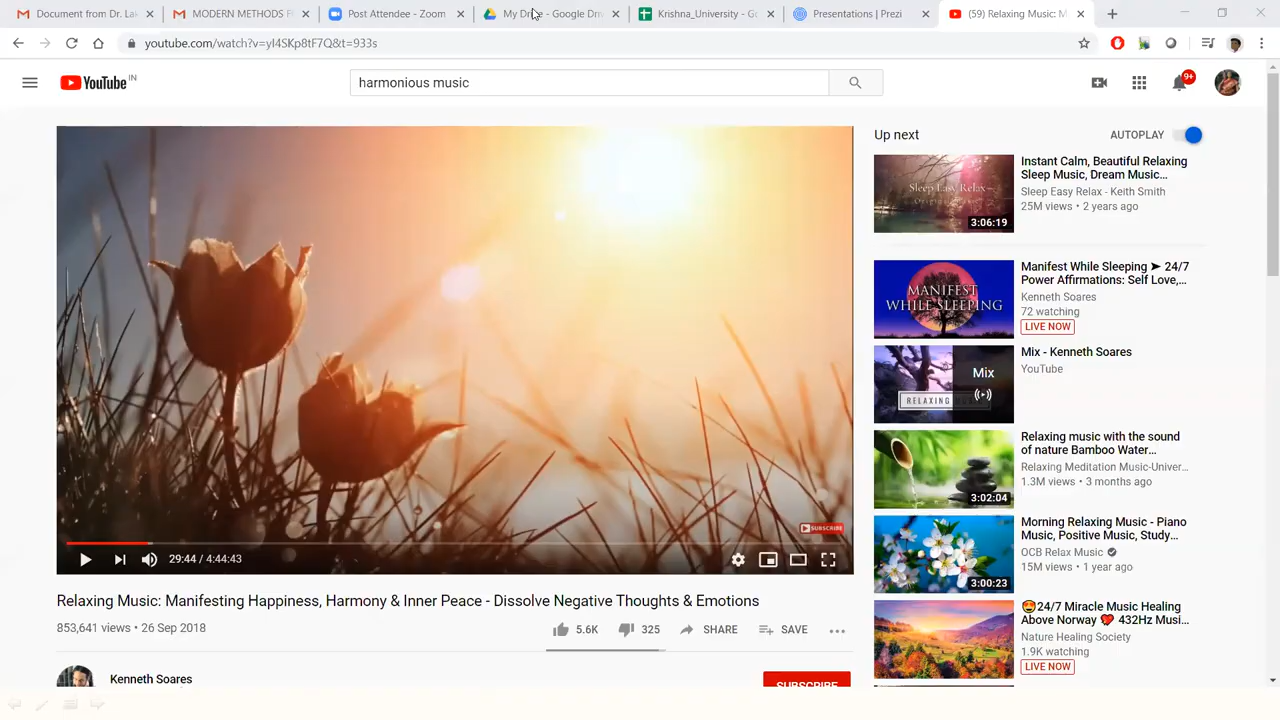 Document from Dr. Lak
MODERN METHODS F
Post Attendee - Zoom
My Drive - Google Dri
Krishna_University - Go
Presentations | Prezi
(59) Relaxing Music: M
youtube.com/watch?v=yI4SKp8tF7Q&t=933s
YouTube IN
harmonious music
9+
Up next
AUTOPLAY
Sleep Easy Relax
3:06:19
Instant Calm, Beautiful Relaxing
Sleep Music, Dream Music...
Sleep Easy Relax - Keith Smith
25M views • 2 years ago
MANIFEST
WHILE SLEEPING
Manifest While Sleeping ➤ 24/7
Power Affirmations: Self Love,...
Kenneth Soares
72 watching
LIVE NOW
Mix
RELAXING
Mix - Kenneth Soares
YouTube
3:02:04
Relaxing music with the sound
of nature Bamboo Water...
Relaxing Meditation Music-Univer...
1.3M views • 3 months ago
3:00:23
Morning Relaxing Music - Piano
Music, Positive Music, Study...
OCB Relax Music
15M views • 1 year ago
🤩24/7 Miracle Music Healing
Above Norway 💖 432Hz Musi...
Nature Healing Society
1.9K watching
LIVE NOW
SUBSCRIBE
29:44 / 4:44:43
Relaxing Music: Manifesting Happiness, Harmony & Inner Peace - Dissolve Negative Thoughts & Emotions
853,641 views • 26 Sep 2018
5.6K
325
SHARE
SAVE
Kenneth Soares
SUBSCRIBE